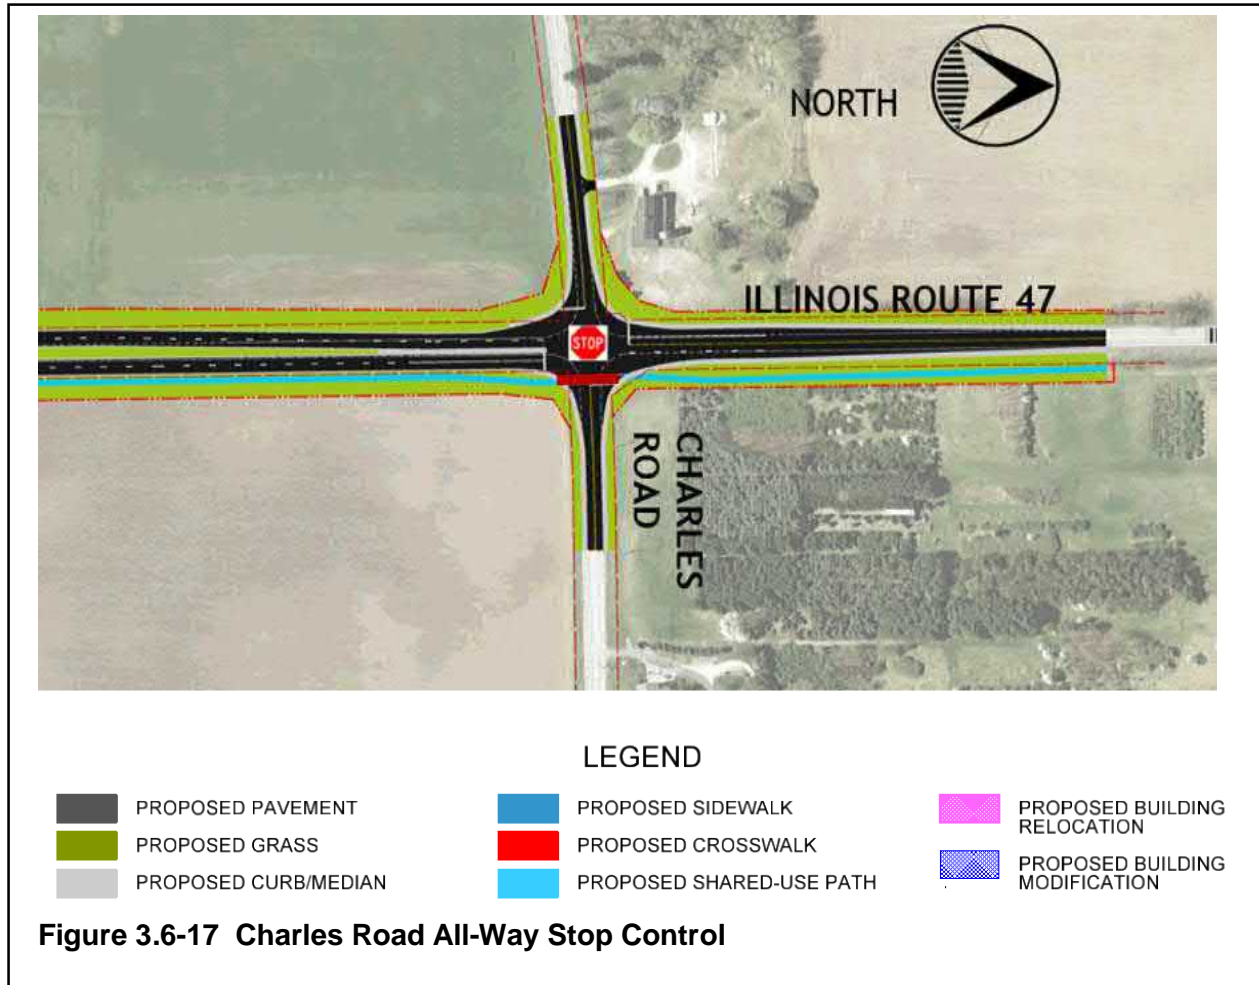 NORTH
ILLINOIS ROUTE 47
STOP
CHARLES
ROAD
LEGEND
PROPOSED PAVEMENT
PROPOSED GRASS
PROPOSED CURB/MEDIAN
PROPOSED SIDEWALK
PROPOSED CROSSWALK
PROPOSED SHARED-USE PATH
PROPOSED BUILDING
RELOCATION
PROPOSED BUILDING
MODIFICATION
Figure 3.6-17 Charles Road All-Way Stop Control